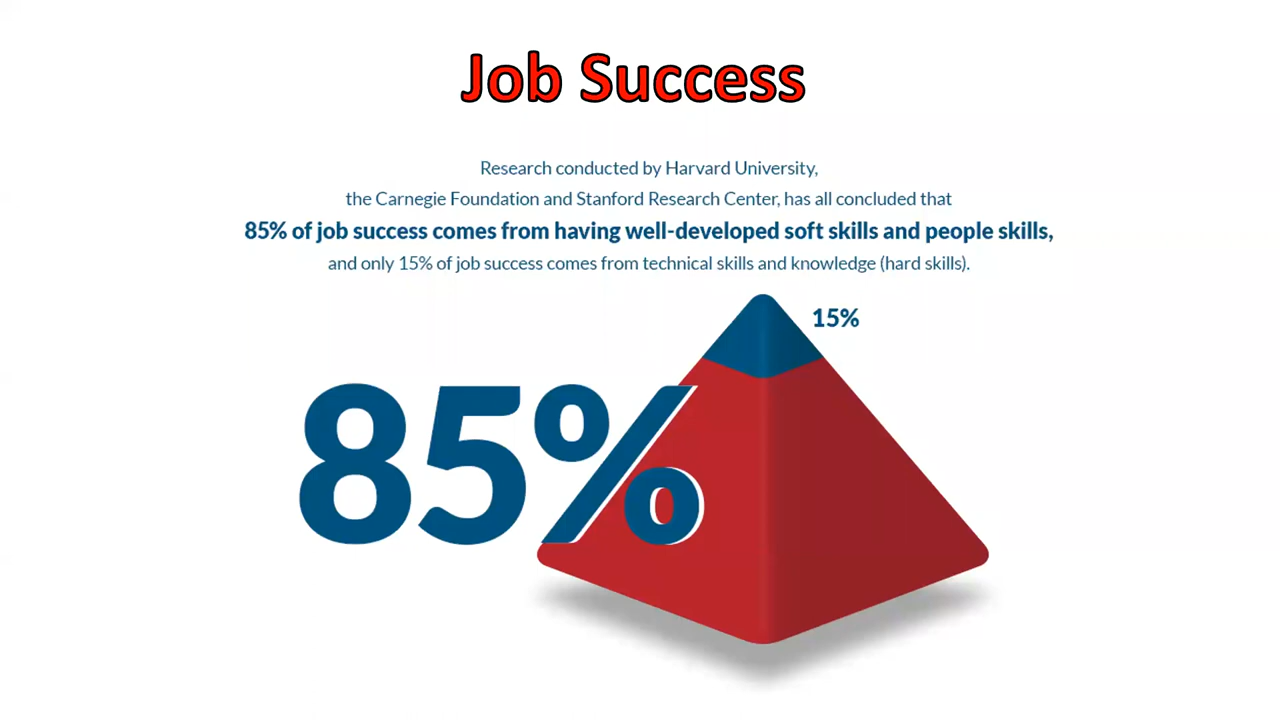 Job Success
Research conducted by Harvard University,
the Carnegie Foundation and Stanford Research Center, has all concluded that
85% of job success comes from having well-developed soft skills and people skills,
and only 15% of job success comes from technical skills and knowledge (hard skills).
15%
85%